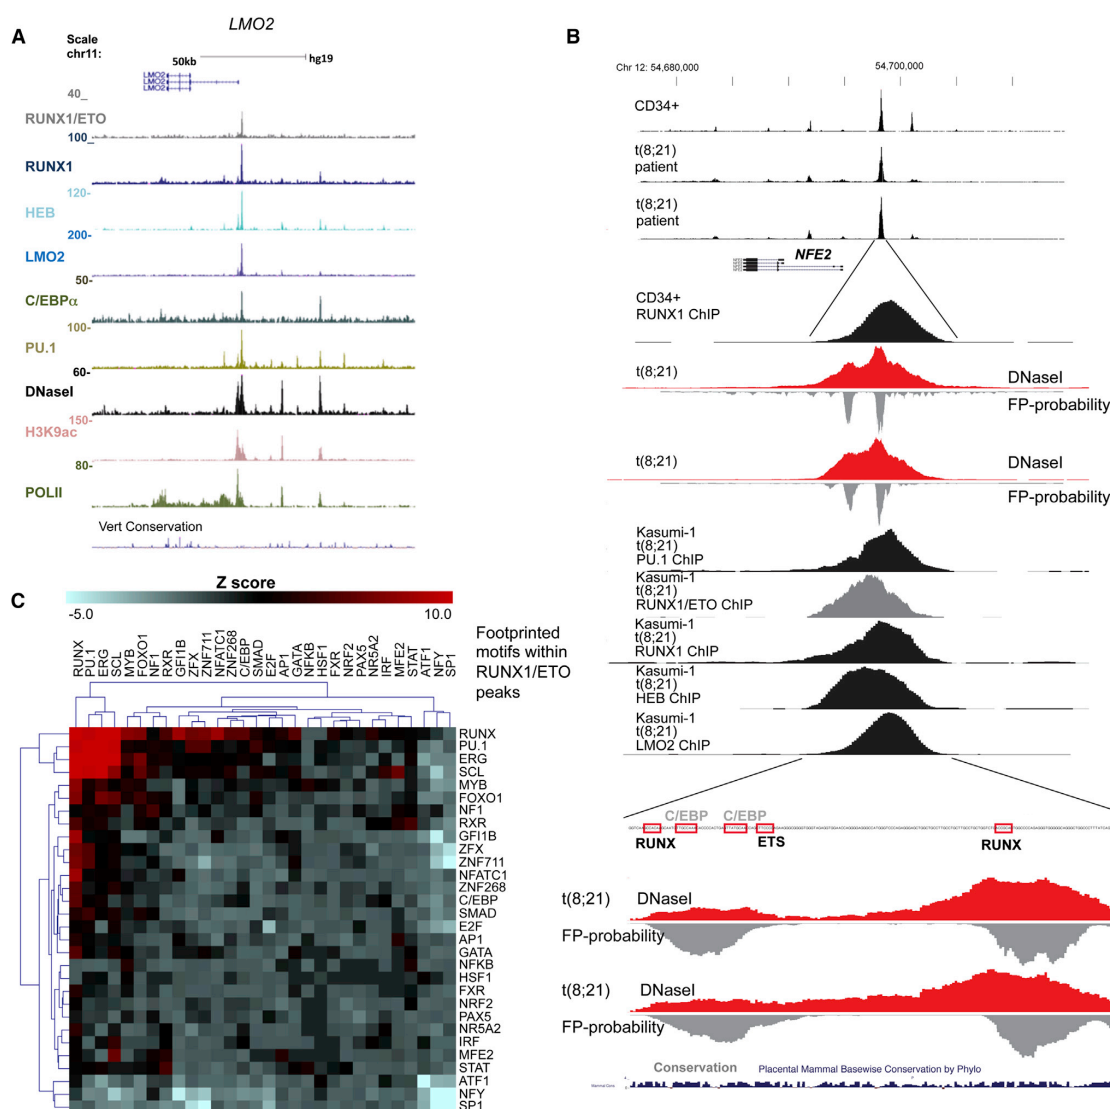 A
LMO2
Scale
chr11:
50kb
hg19
LMO2
LMO2
LMO2
40_
RUNX1/ETO
100_
RUNX1
120-
HEB
200-
LMO2
50-
C/EBPα
100-
PU.1
60-
DNaseI
150-
H3K9ac
80-
POLII
Vert Conservation
B
Chr 12: 54,680,000
54,700,000
CD34+
t(8;21)
patient
t(8;21)
patient
NFE2
NFE2
NFE2
NFE2
NFE2
CD34+
RUNX1 ChIP
t(8;21)
DNaseI
FP-probability
t(8;21)
DNaseI
FP-probability
Kasumi-1
t(8;21)
PU.1 ChIP
Kasumi-1
t(8;21)
RUNX1/ETO ChIP
Kasumi-1
t(8;21)
RUNX1 ChIP
Kasumi-1
t(8;21)
HEB ChIP
Kasumi-1
t(8;21)
LMO2 ChIP
C/EBP
C/EBP
RUNX
ETS
RUNX
t(8;21)
DNaseI
FP-probability
t(8;21)
DNaseI
FP-probability
Conservation
Placental Mammal Basewise Conservation by Phylo
Mammal Cons
C
Z score
-5.0
10.0
Footprinted
motifs within
RUNX1/ETO
peaks
RUNX
PU.1
ERG
SCL
MYB
FOXO1
NF1
RXR
GFI1B
ZFX
ZNF711
NFATC1
ZNF268
C/EBP
SMAD
E2F
AP1
GATA
NFKB
HSF1
FXR
NRF2
PAX5
NR5A2
IRF
MFE2
STAT
ATF1
NFY
SP1
RUNX
PU.1
ERG
SCL
MYB
FOXO1
NF1
RXR
GFI1B
ZFX
ZNF711
NFATC1
ZNF268
C/EBP
SMAD
E2F
AP1
GATA
NFKB
HSF1
FXR
NRF2
PAX5
NR5A2
IRF
MFE2
STAT
ATF1
NFY
SP1